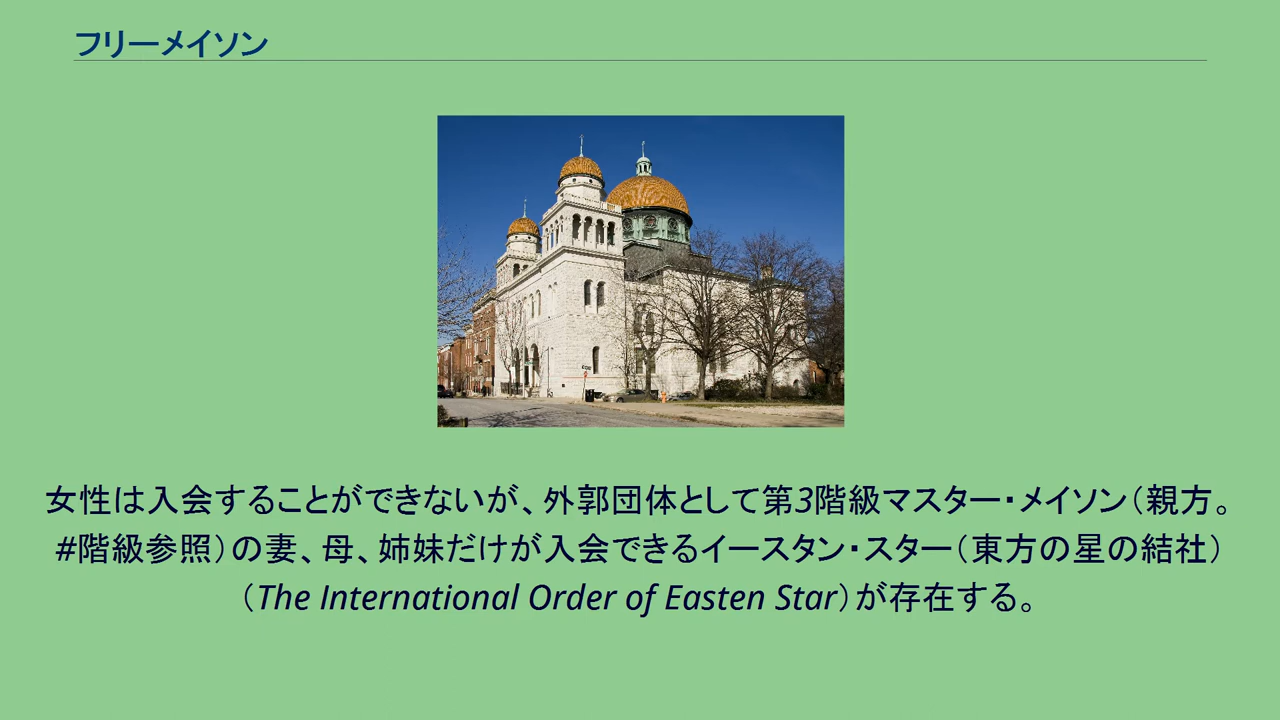 フリーメイソン
女性は入会することができないが、外郭団体として第3階級マスター・メイソン（親方。
#階級参照）の妻、母、姉妹だけが入会できるイースタン・スター（東方の星の結社）
（The International Order of Easten Star）が存在する。